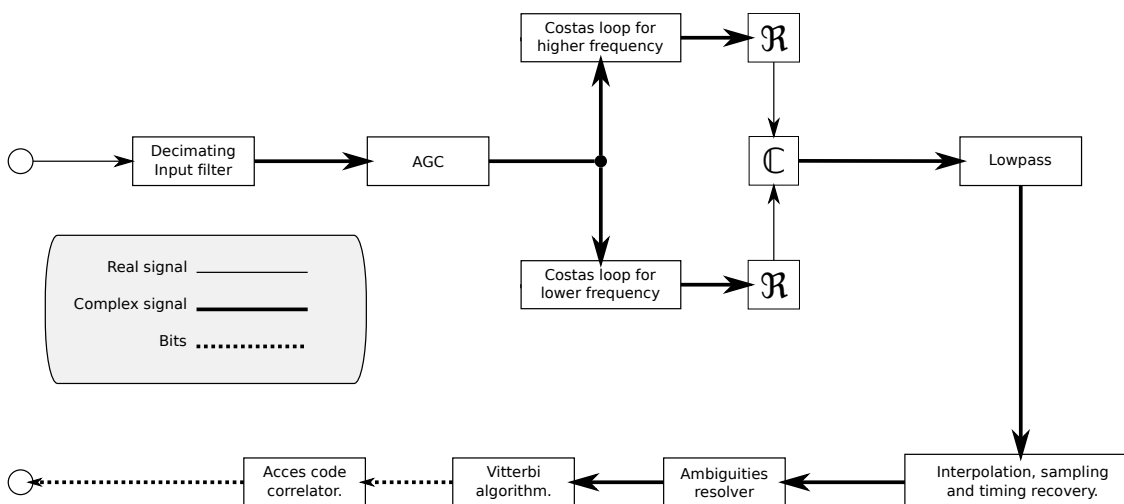 Costas loop for
higher frequency
ℜ
Decimating
Input filter
AGC
ℂ
Lowpass
Real signal
Complex signal
Bits
Costas loop for
lower frequency
ℜ
Acces code
correlator.
Vitterbi
algorithm.
Ambiguities
resolver
Interpolation, sampling
and timing recovery.